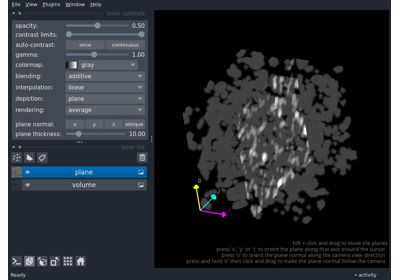 File View Plugins Window Help
layer controls
opacity: 0.50
contrast limits:
auto-contrast: once continuous
gamma: 1.00
colormap: gray
blending: additive
interpolation: linear
depiction: plane
rendering: average
plane normal: x y z oblique
plane thickness: 10.00
layer list
plane
volume
0
hift + click and drag to move the planes
press 'x', 'y' or 'z' to orient the plane along that axis around the cursor
press 'o' to orient the plane normal along the camera view direction
press and hold 'o' then click and drag to make the plane normal follow the camera
Ready
activity